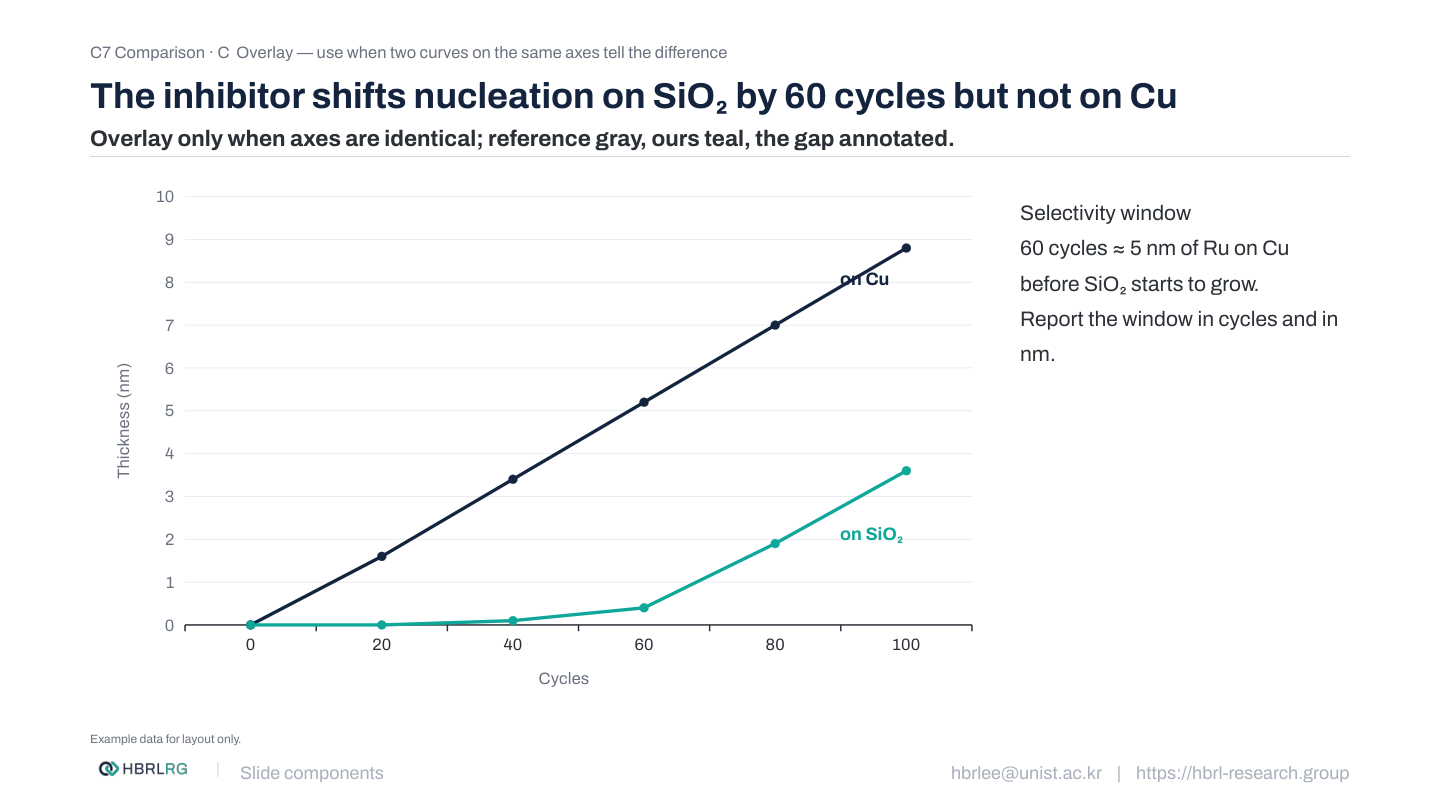 C7 Comparison · C Overlay — use when two curves on the same axes tell the difference
The inhibitor shifts nucleation on SiO₂ by 60 cycles but not on Cu
Overlay only when axes are identical; reference gray, ours teal, the gap annotated.
10
9
8
7
6
5
4
3
2
1
0
Thickness (nm)
on Cu
on SiO₂
0 20 40 60 80 100
Cycles
Selectivity window
60 cycles ≈ 5 nm of Ru on Cu
before SiO₂ starts to grow.
Report the window in cycles and in
nm.
Example data for layout only.
HBRLRG | Slide components
hbrlee@unist.ac.kr | https://hbrl-research.group